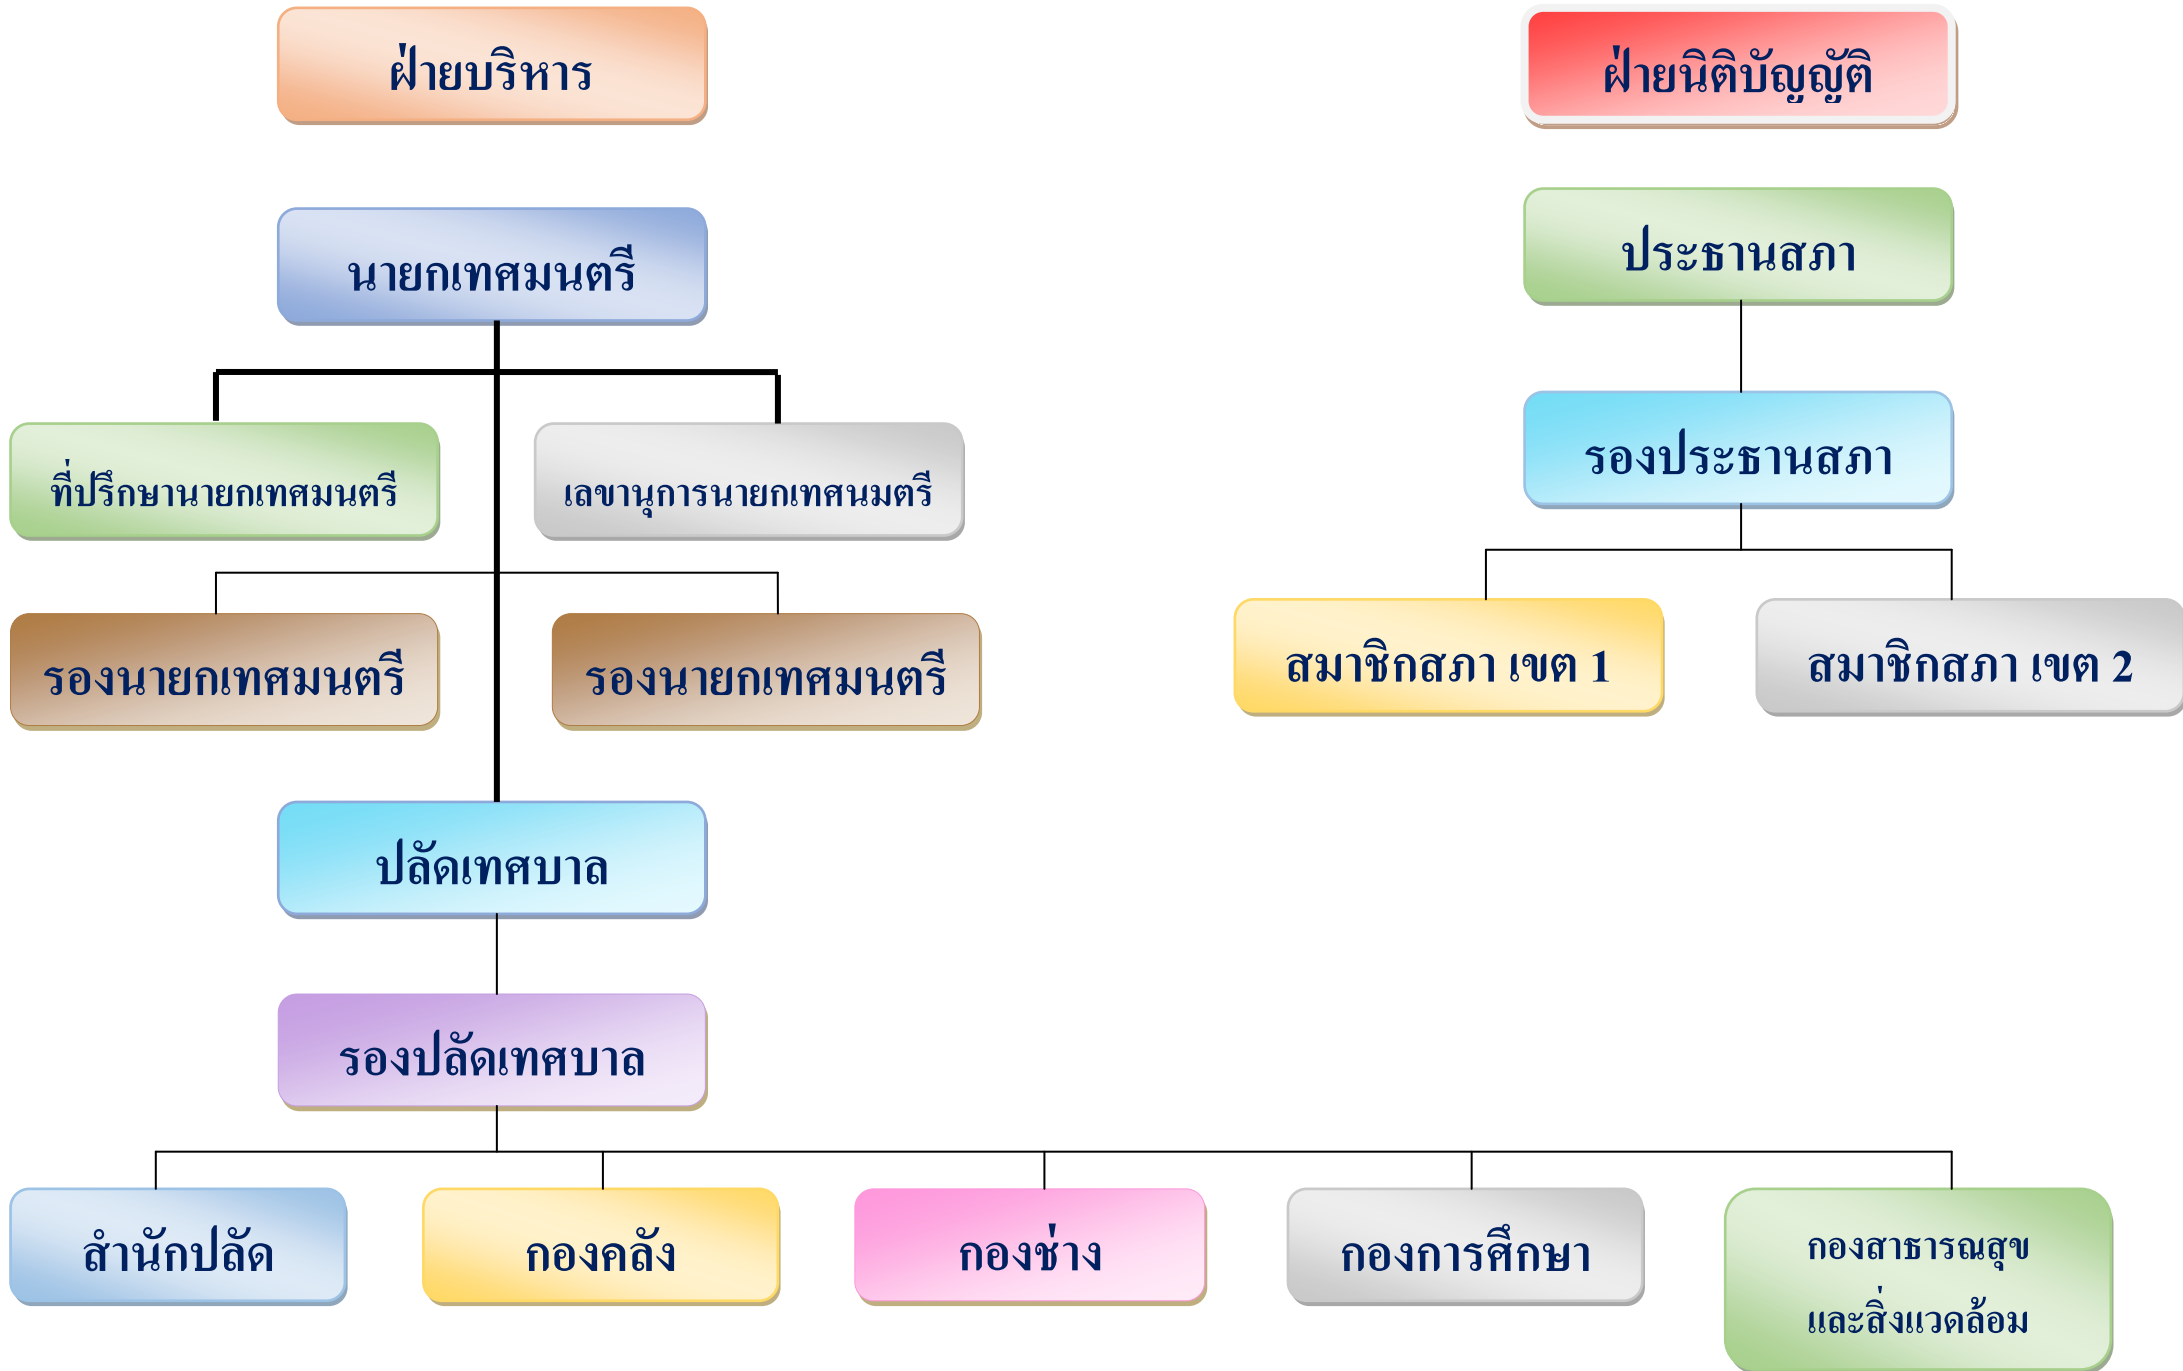 ฝ่ายบริหาร
ฝ่ายนิติบัญญัติ
นายกเทศมนตรี
ประธานสภา
ที่ปรึกษานายกเทศมนตรี
เลขานุการนายกเทศนมตรี
รองประธานสภา
รองนายกเทศมนตรี
รองนายกเทศมนตรี
สมาชิกสภา เขต 1
สมาชิกสภา เขต 2
ปลัดเทศบาล
รองปลัดเทศบาล
สำนักปลัด
กองคลัง
กองช่าง
กองการศึกษา
กองสาธารณสุข
และสิ่งแวดล้อม